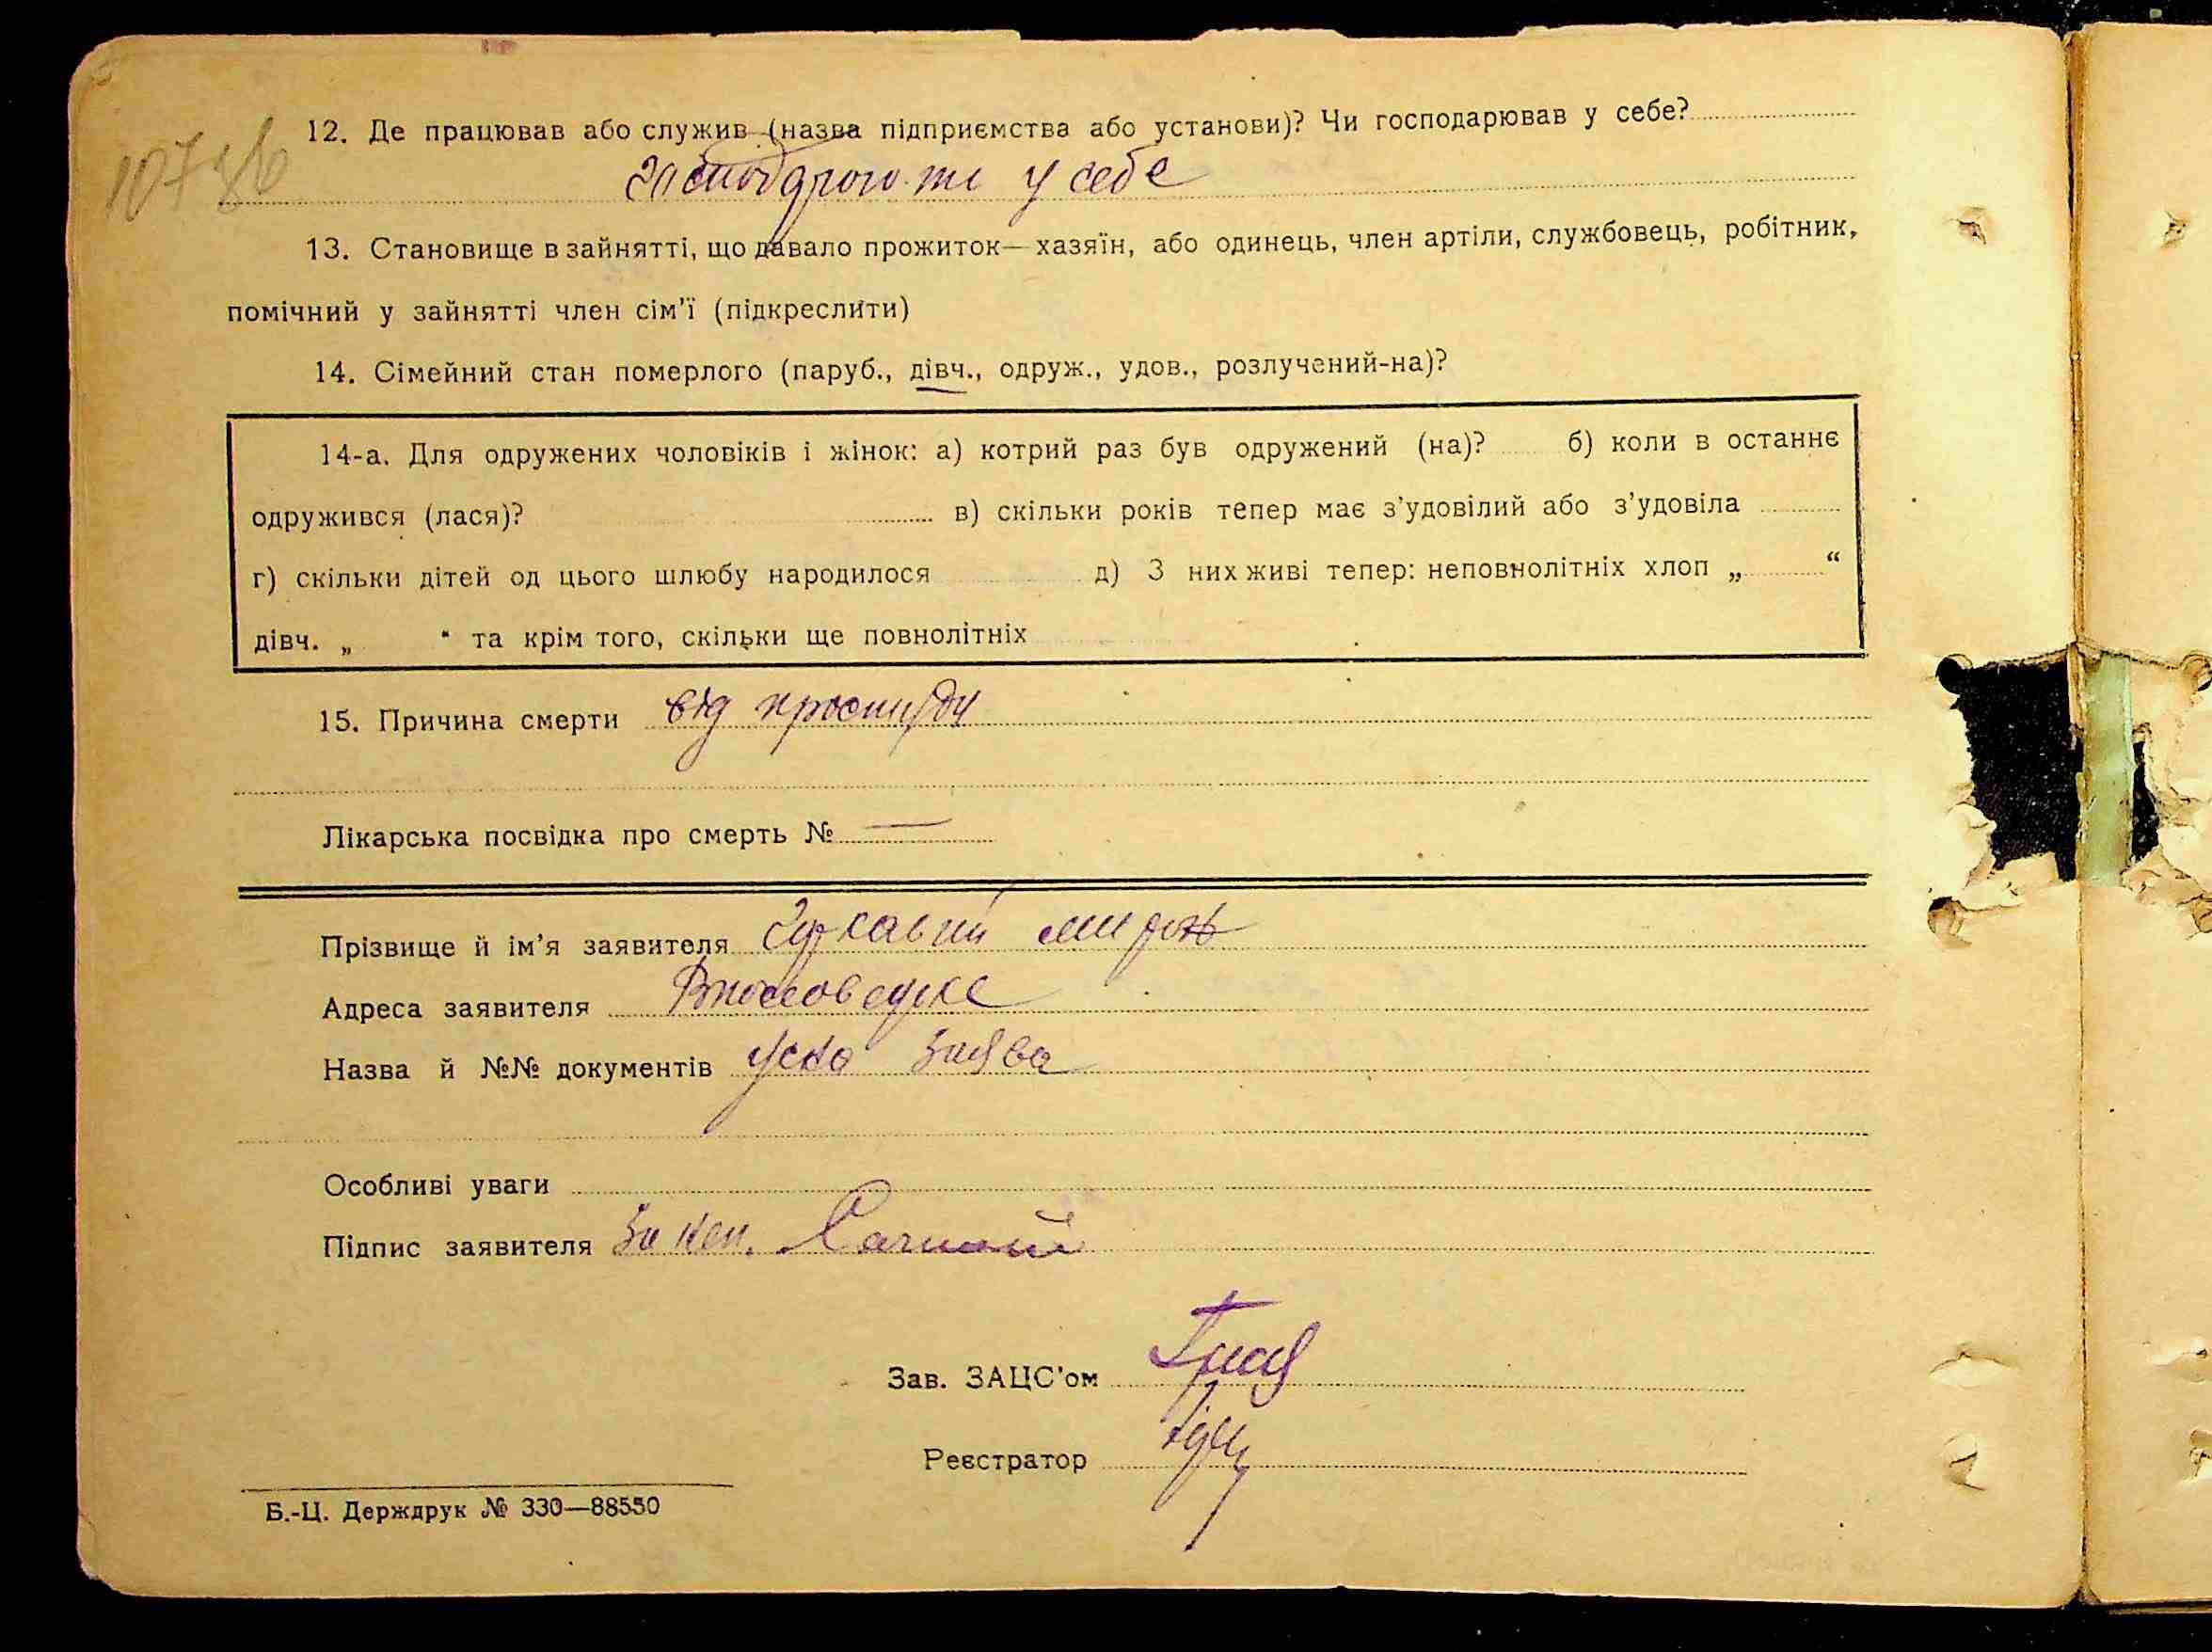 12. Де працював або служив (назва підприємства або установи)? Чи господарював у себе?
у себе
13. Становище в зайнятті, що давало прожиток—хазяїн, або одинець, член артіли, службовець, робітник,
помічний у зайнятті член сім'ї (підкреслити)
14. Сімейний стан померлого (паруб., дівч., одруж., удов., розлучений-на)?
14-а. Для одружених чоловіків і жінок: а) котрий раз був одружений (на)? б) коли в останнє
одружився (лася)? в) скільки років тепер має з'удовілий або з'удовіла
г) скільки дітей од цього шлюбу народилося д) З них живі тепер: неповнолітніх хлоп „ “
дівч. „ “ та крім того, скільки ще повнолітніх
15. Причина смерти від простуди
Лікарська посвідка про смерть № —
Прізвище й ім'я заявителя
Адреса заявителя
Назва й №№ документів заява
Особливі уваги
Підпис заявителя За неп.
Зав. ЗАЦС'ом
Реєстратор
Б.-Ц. Держдрук № 330—88550